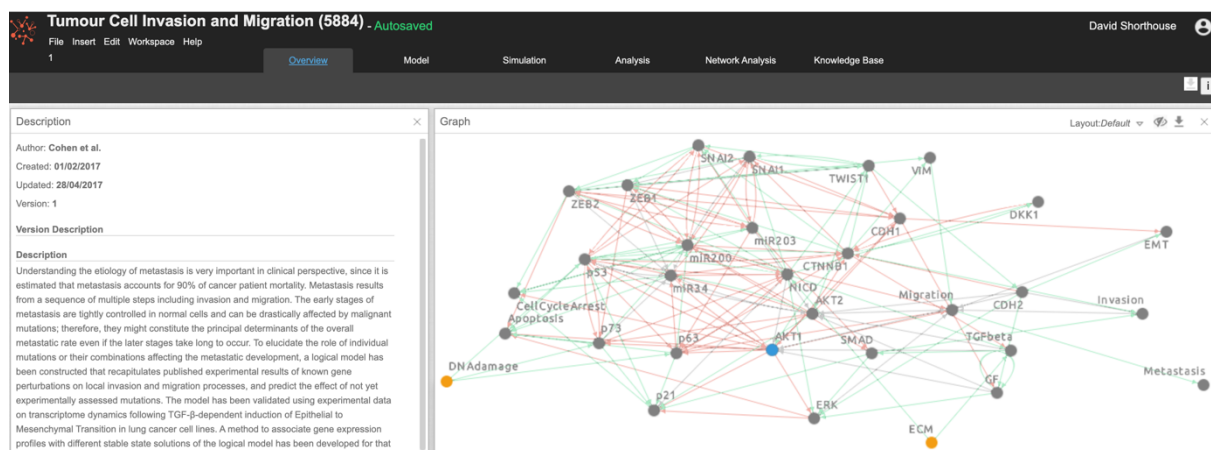 Tumour Cell Invasion and Migration (5884) - Autosaved
David Shorthouse
File Insert Edit Workspace Help
1
Overview Model Simulation Analysis Network Analysis Knowledge Base
Description
Author: Cohen et al.
Created: 01/02/2017
Updated: 28/04/2017
Version: 1
Version Description
Description
Understanding the etiology of metastasis is very important in clinical perspective, since it is
estimated that metastasis accounts for 90% of cancer patient mortality. Metastasis results
from a sequence of multiple steps including invasion and migration. The early stages of
metastasis are tightly controlled in normal cells and can be drastically affected by malignant
mutations; therefore, they might constitute the principal determinants of the overall
metastatic rate even if the later stages take long to occur. To elucidate the role of individual
mutations or their combinations affecting the metastatic development, a logical model has
been constructed that recapitulates published experimental results of known gene
perturbations on local invasion and migration processes, and predict the effect of not yet
experimentally assessed mutations. The model has been validated using experimental data
on transcriptome dynamics following TGF-β-dependent induction of Epithelial to
Mesenchymal Transition in lung cancer cell lines. A method to associate gene expression
profiles with different stable state solutions of the logical model has been developed for that
Graph
Layout:Default
SNAI2
SNAI1
TWIST1
VIM
ZEB2
ZEB1
DKK1
CDH1
EMT
miR203
miR200
CTNNB1
p53
miR34
NICD
AKT2
Migration
CDH2
Invasion
CellCycleArrest
Apoptosis
p73
p63
AKT1
SMAD
TGFbeta
DNAdamage
Metastasis
GF
p21
ERK
ECM